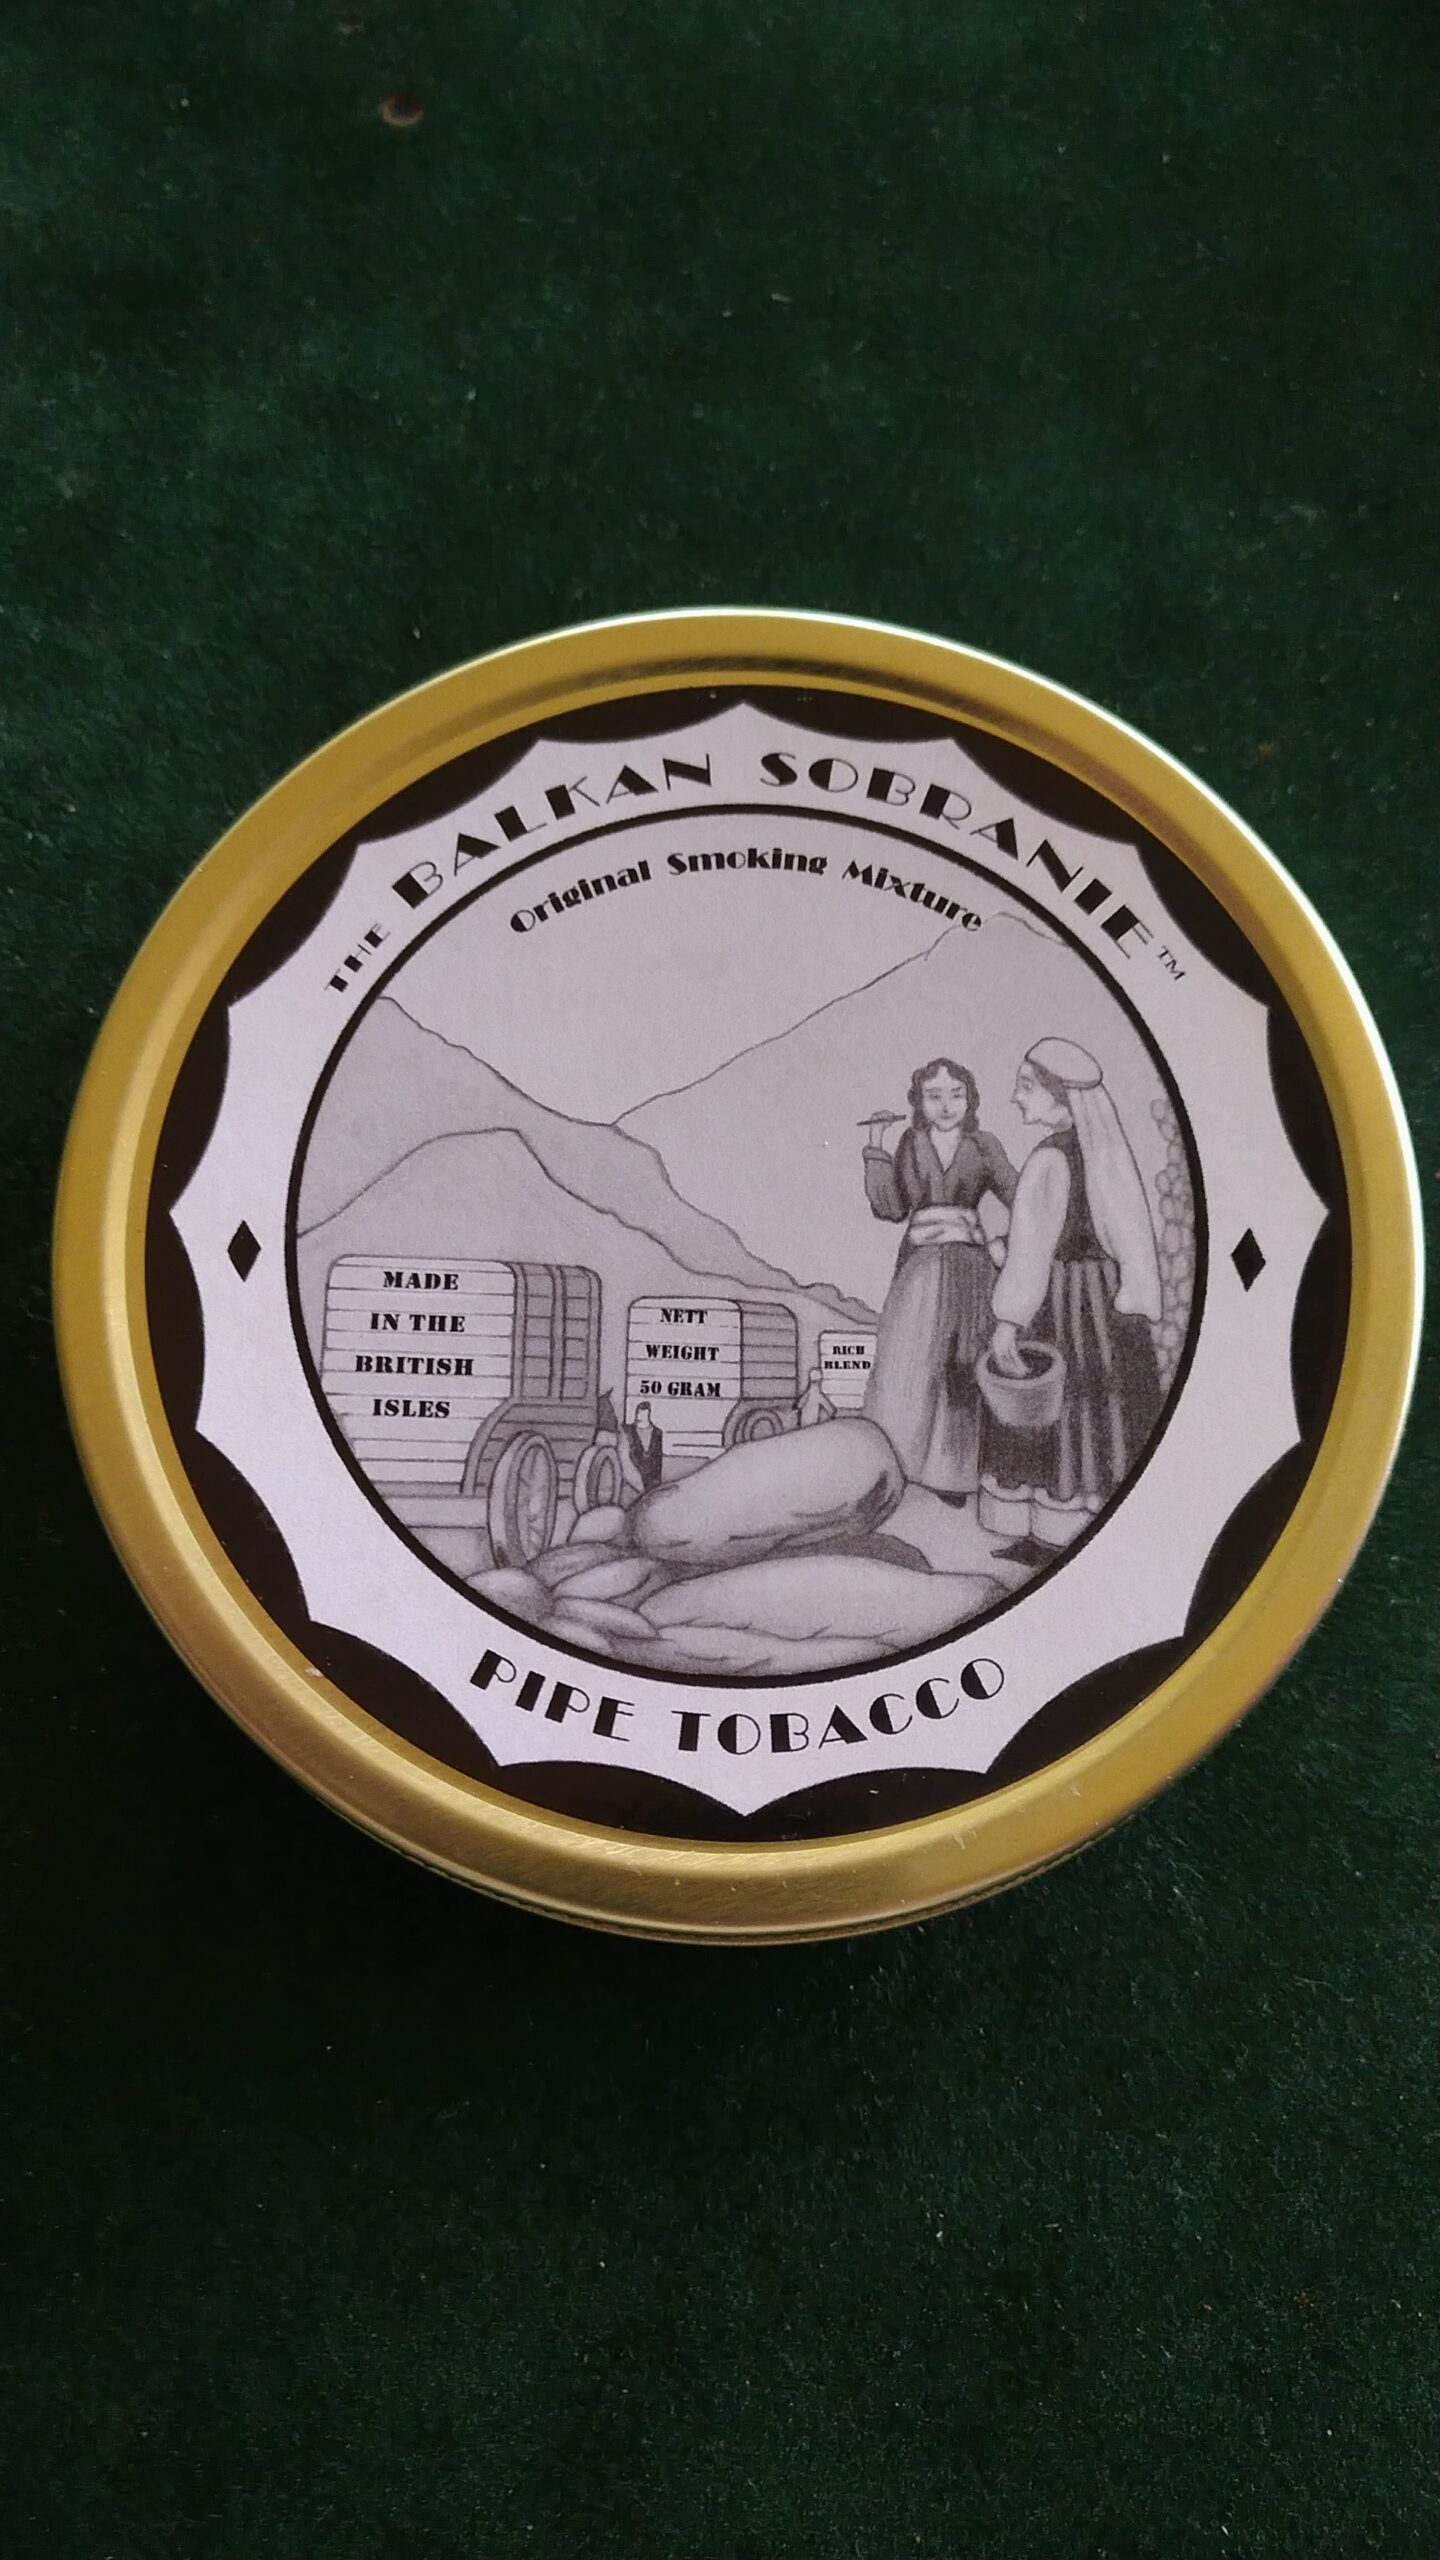 THE BALKAN SOBRANIE™
Original Smoking Mixture
MADE
IN THE
BRITISH
ISLES
NETT
WEIGHT
50 GRAM
RICH
BLEND
PIPE TOBACCO